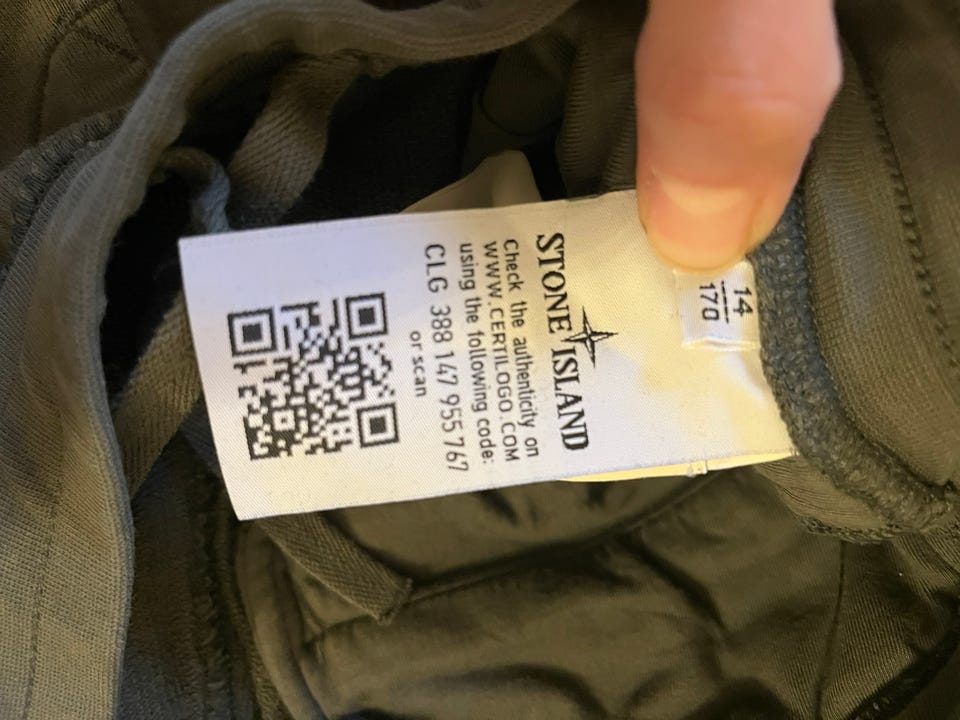 14
170
STONE ISLAND
Check the authenticity on
WWW.CERTILOGO.COM
using the following code:
CLG 388 147 955 767
or scan